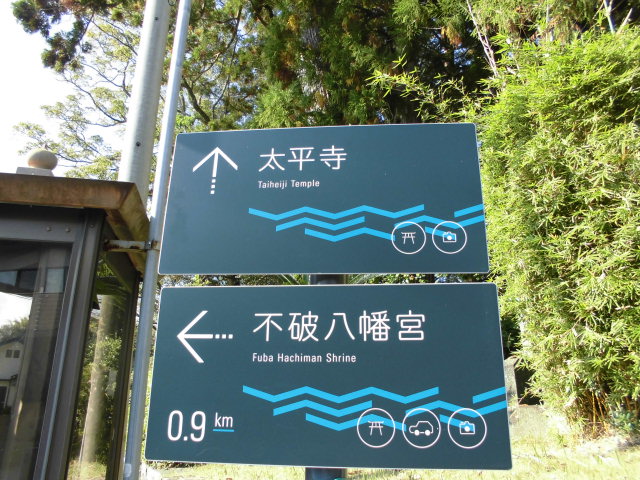 太平寺
Taiheiji Temple
不破八幡宮
Fuba Hachiman Shrine
0.9 km